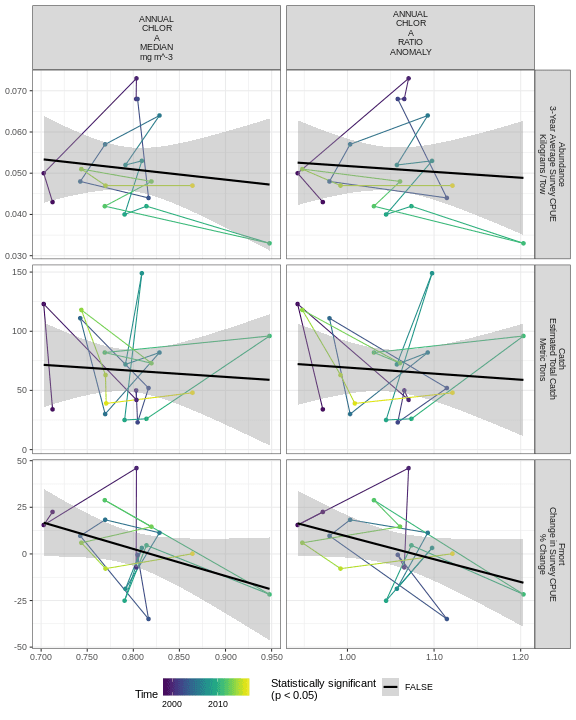 ANNUAL
CHLOR
A
MEDIAN
mg m^-3
ANNUAL
CHLOR
A
RATIO
ANOMALY
0.070
0.060
0.050
0.040
0.030
Abundance
3-Year Average Survey CPUE
Kilograms / Tow
150
100
50
0
Catch
Estimated Total Catch
Metric Tons
50
25
0
-25
-50
Fmort
Change in Survey CPUE
% Change
0.700 0.750 0.800 0.850 0.900 0.950
1.00 1.10 1.20
Time
2000 2010
Statistically significant
(p < 0.05)
FALSE